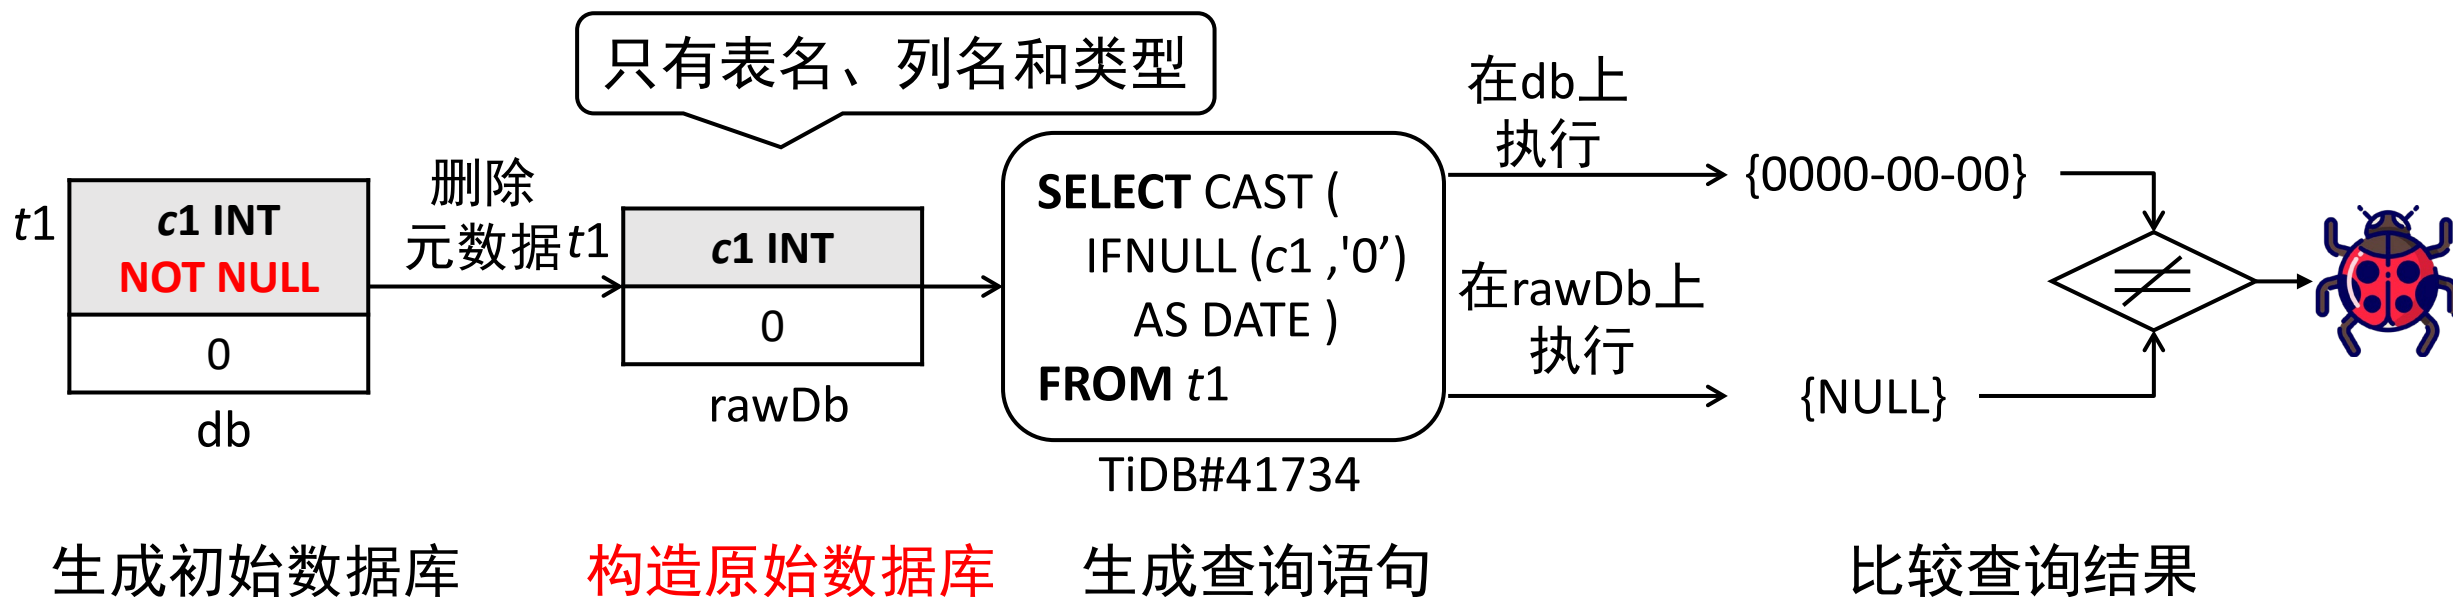 只有表名、列名和类型
t1
c1 INT
NOT NULL
0
db
删除
元数据
t1
c1 INT
0
rawDb
SELECT CAST (
IFNULL (c1 ,'0’)
AS DATE )
FROM t1
TiDB#41734
在db上
执行
{0000-00-00}
在rawDb上
执行
{NULL}
≠
生成初始数据库
构造原始数据库
生成查询语句
比较查询结果